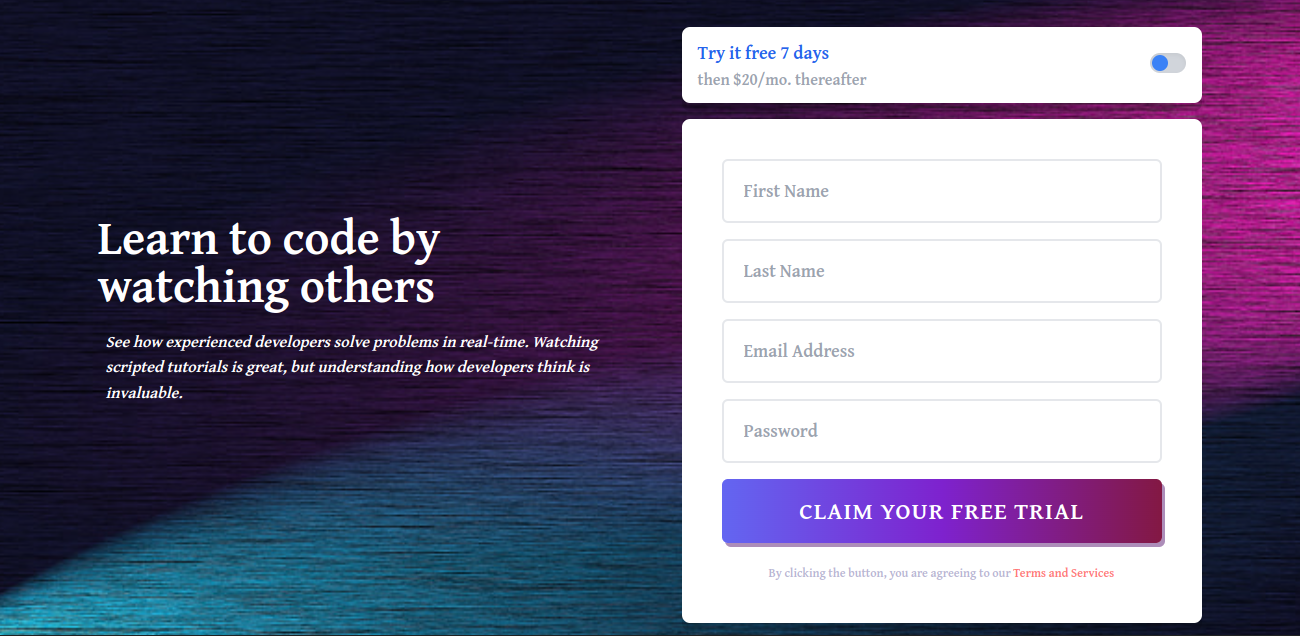 Learn to code by
watching others
See how experienced developers solve problems in real-time. Watching
scripted tutorials is great, but understanding how developers think is
invaluable.
Try it free 7 days
then $20/mo. thereafter
First Name
Last Name
Email Address
Password
CLAIM YOUR FREE TRIAL
By clicking the button, you are agreeing to our Terms and Services